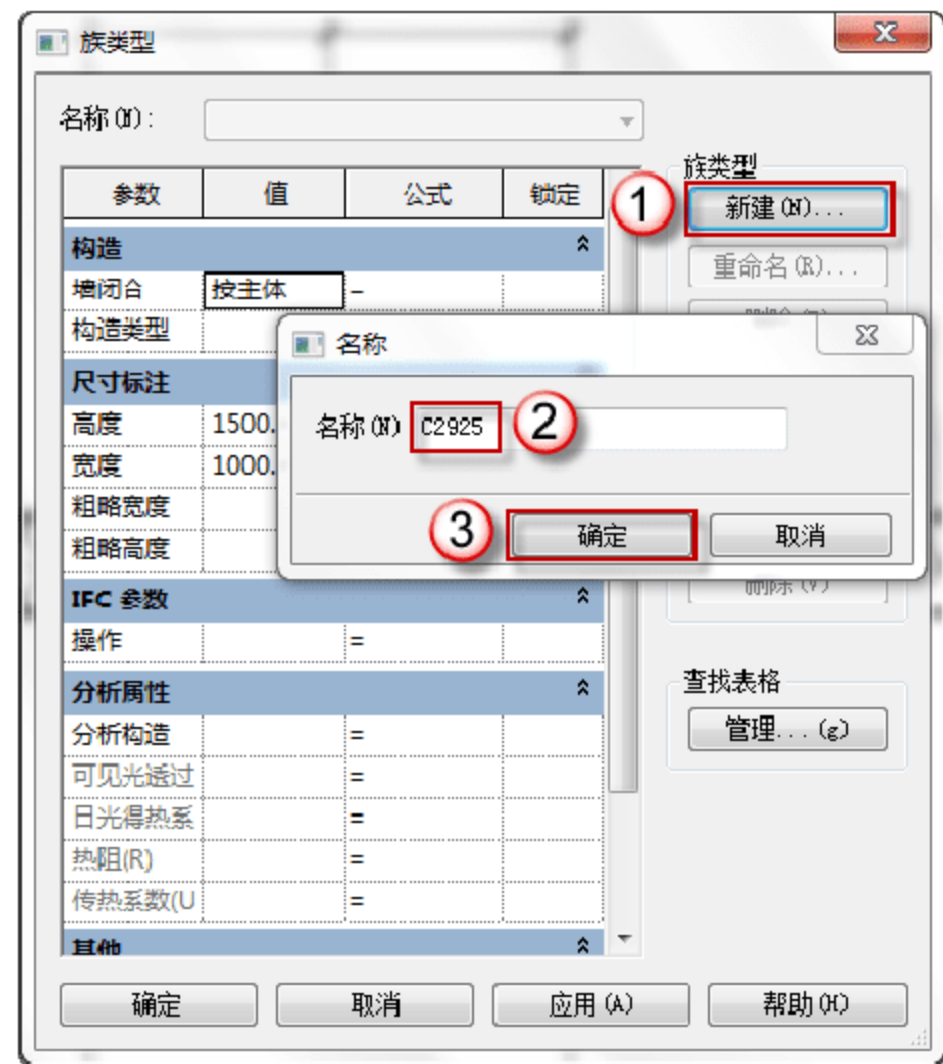 族类型
名称(N):
参数 值 公式 锁定
族类型
① 新建(N)...
构造
重命名(R)...
墙闭合 按主体 =
构造类型
名称
尺寸标注
高度 1500.
名称(N) C2925 ②
宽度 1000.
粗略宽度
③ 确定 取消
粗略高度
IFC 参数
操作 =
分析属性
查找表格
分析构造 =
管理...(g)
可见光透过 =
日光得热系 =
热阻(R) =
传热系数(U =
其他
确定 取消 应用(A) 帮助(H)